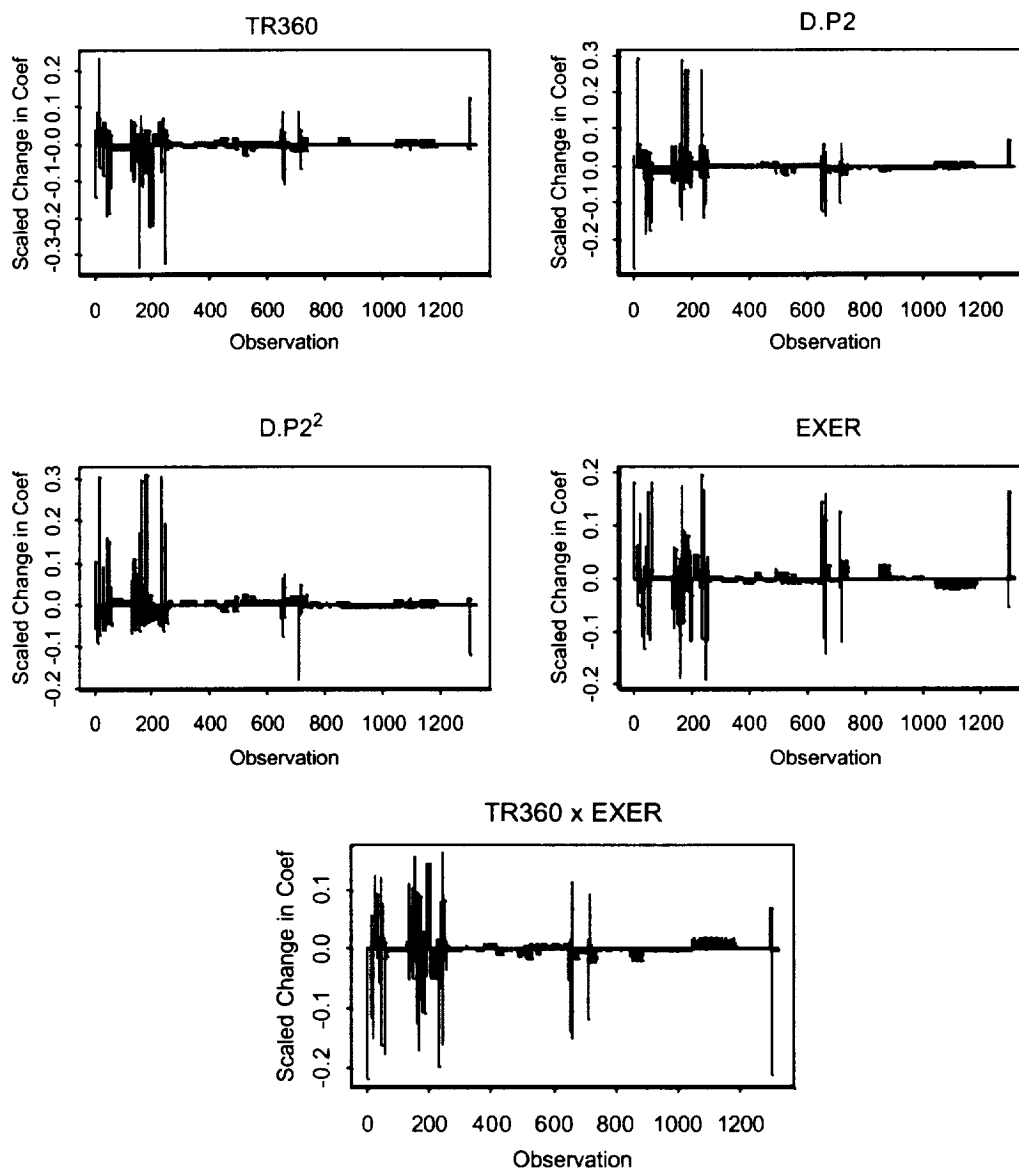 TR360
Scaled Change in Coef
-0.3 -0.2 -0.1 -0.0 0.1 0.2
0 200 400 600 800 1000 1200
Observation
D.P2
Scaled Change in Coef
-0.2 -0.1 0.0 0.1 0.2 0.3
0 200 400 600 800 1000 1200
Observation
D.P2²
Scaled Change in Coef
-0.2 -0.1 0.0 0.1 0.2 0.3
0 200 400 600 800 1000 1200
Observation
EXER
Scaled Change in Coef
-0.2 -0.1 0.0 0.1 0.2
0 200 400 600 800 1000 1200
Observation
TR360 x EXER
Scaled Change in Coef
-0.2 -0.1 0.0 0.1
0 200 400 600 800 1000 1200
Observation